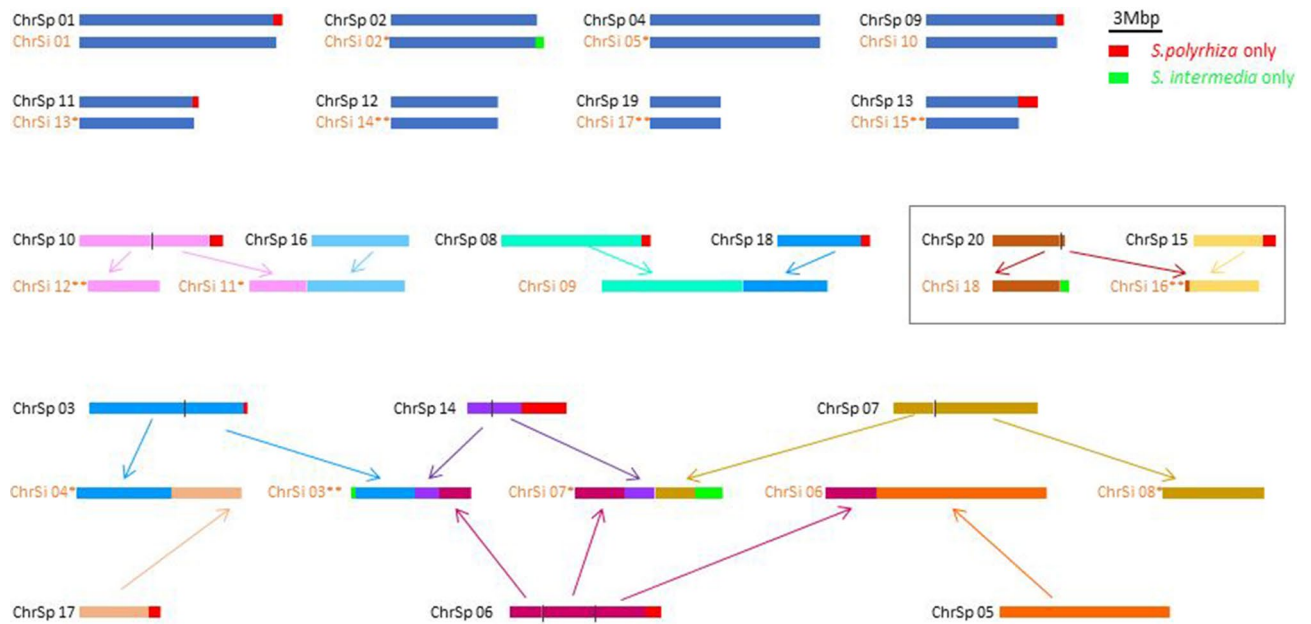 ChrSp 01 ChrSp 02 ChrSp 04 ChrSp 09 3Mbp
ChrSi 01 ChrSi 02* ChrSi 05* ChrSi 10
S.polyrhiza only
S. intermedia only
ChrSp 11 ChrSp 12 ChrSp 19 ChrSp 13
ChrSi 13* ChrSi 14** ChrSi 17** ChrSi 15**
ChrSp 10 ChrSp 16 ChrSp 08 ChrSp 18 ChrSp 20 ChrSp 15
ChrSi 12** ChrSi 11* ChrSi 09 ChrSi 18 ChrSi 16**
ChrSp 03 ChrSp 14 ChrSp 07
ChrSi 04* ChrSi 03** ChrSi 07* ChrSi 06 ChrSi 08*
ChrSp 17 ChrSp 06 ChrSp 05